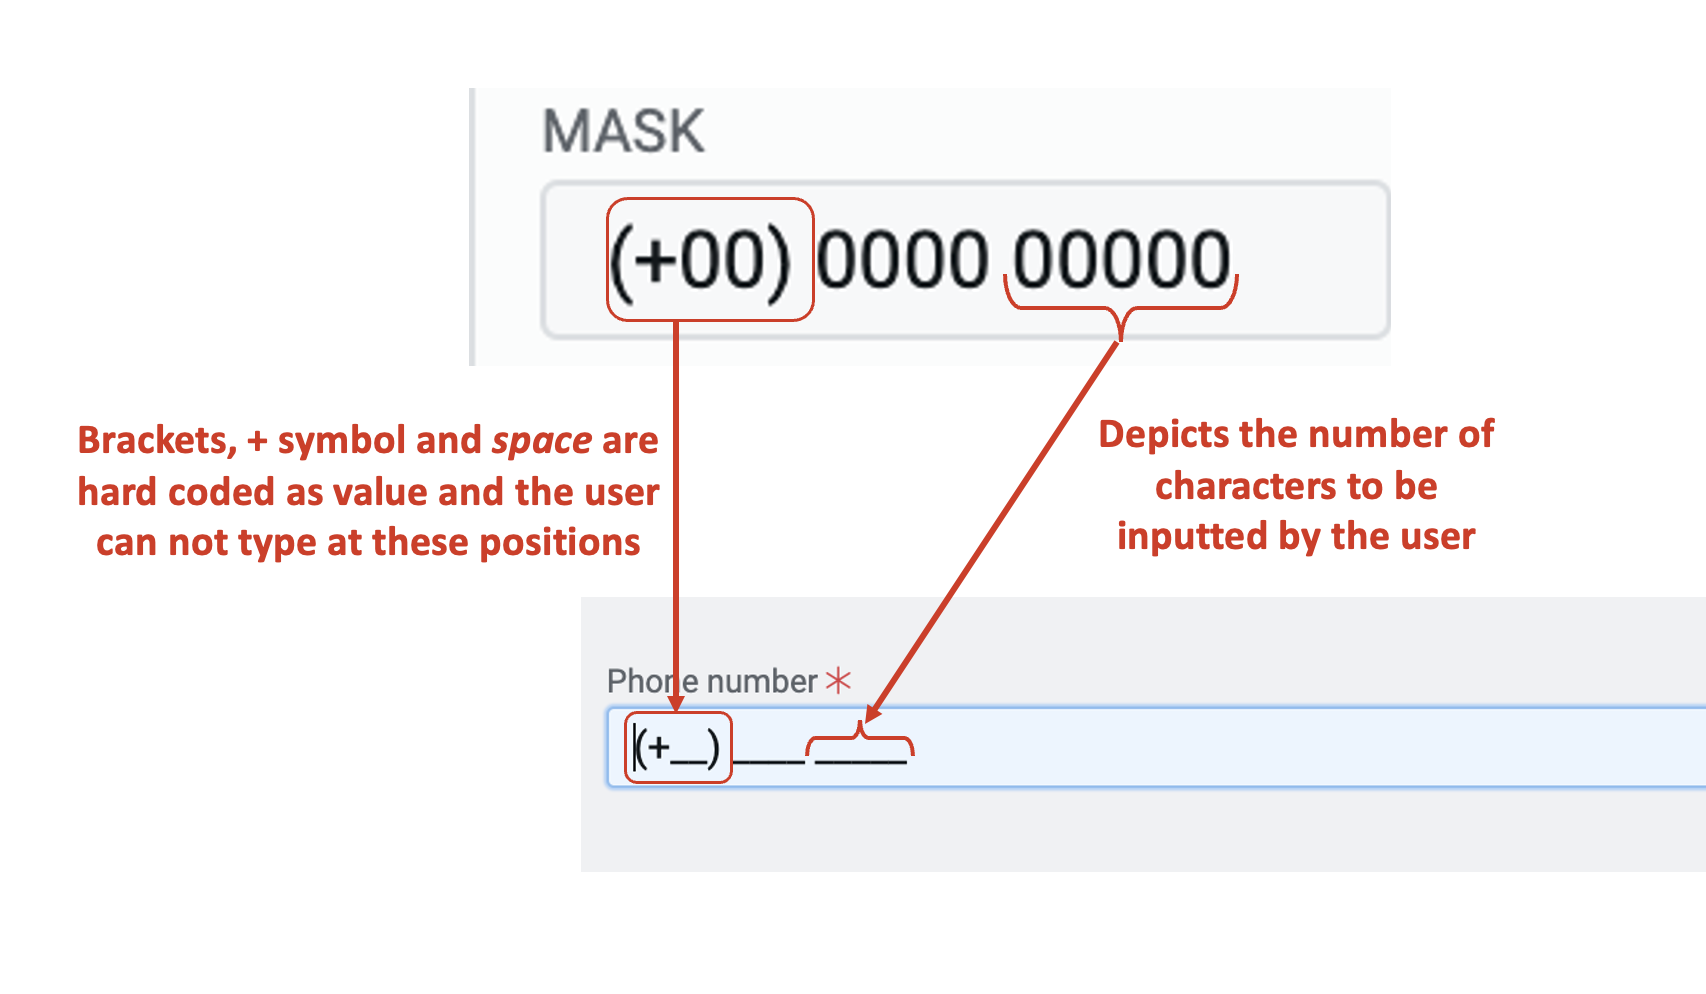 MASK
(+00) 0000 00000
Brackets, + symbol and space are
hard coded as value and the user
can not type at these positions
Depicts the number of
characters to be
inputted by the user
Phone number *
(+__) ____ _____